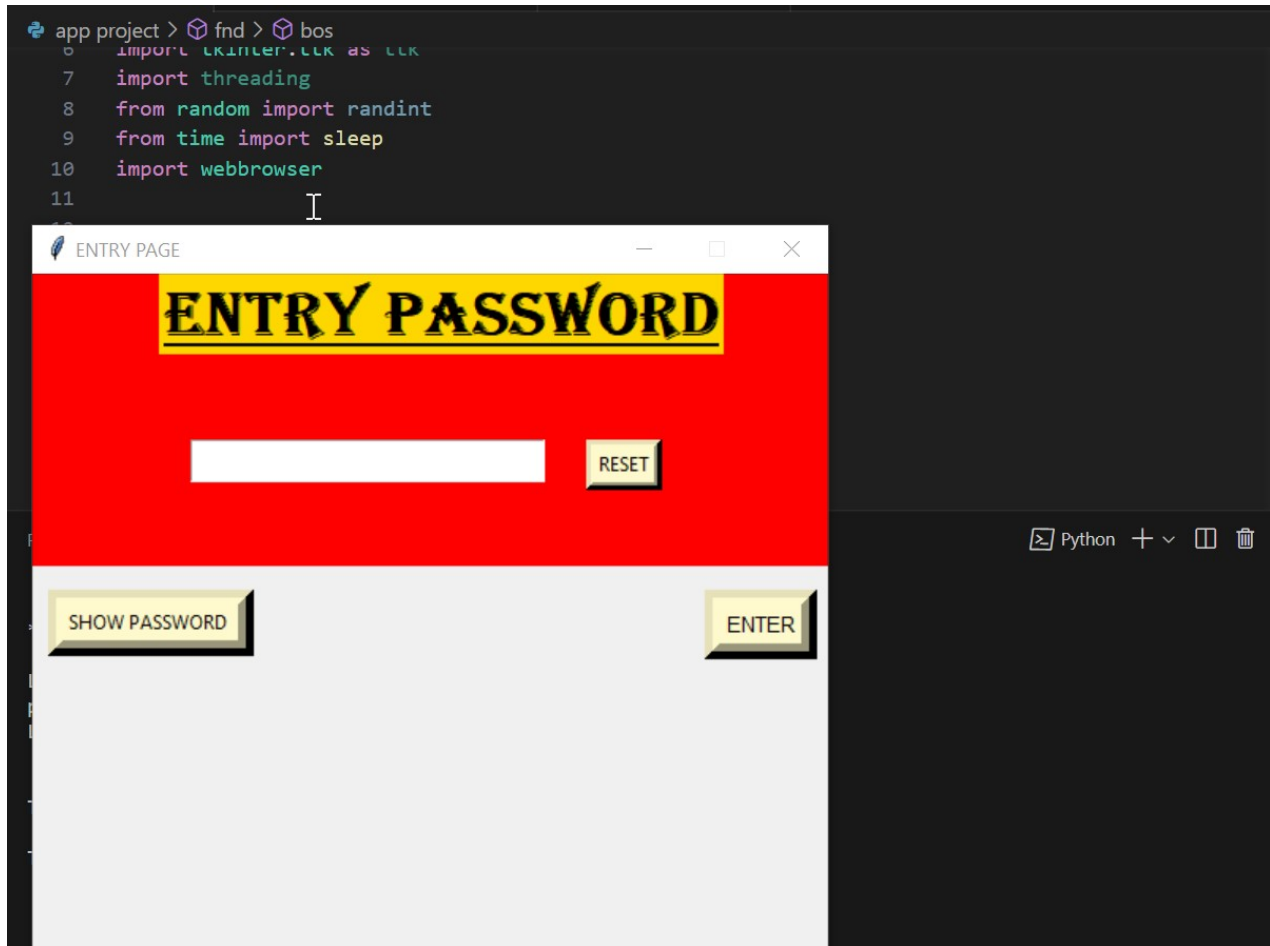 app project > fnd > bos
6 import tkinter.ttk as ttk
7 import threading
8 from random import randint
9 from time import sleep
10 import webbrowser
11
ENTRY PAGE
ENTRY PASSWORD
RESET
Python
SHOW PASSWORD
ENTER